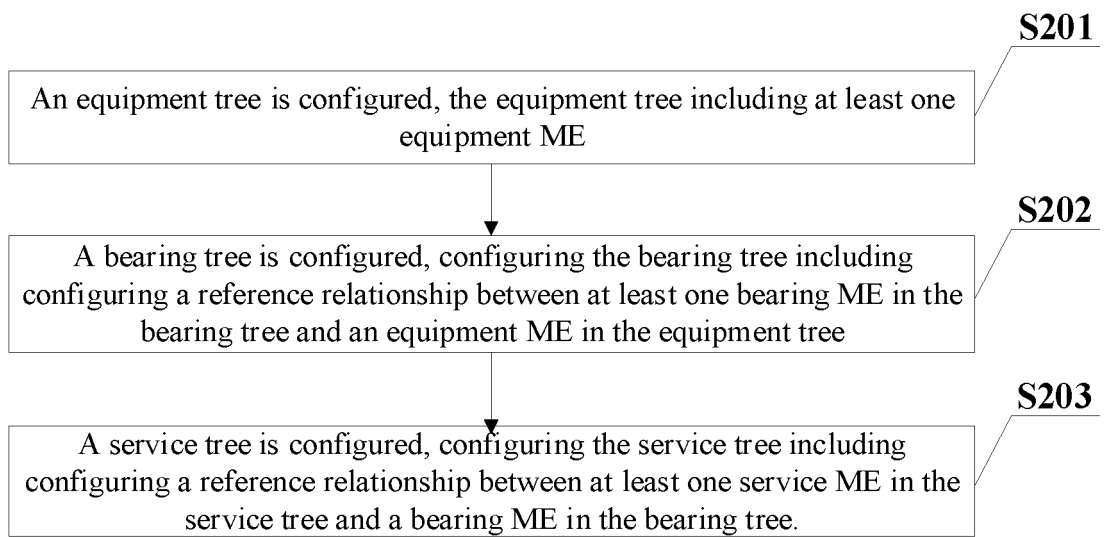 S201
An equipment tree is configured, the equipment tree including at least one
equipment ME
S202
A bearing tree is configured, configuring the bearing tree including
configuring a reference relationship between at least one bearing ME in the
bearing tree and an equipment ME in the equipment tree
S203
A service tree is configured, configuring the service tree including
configuring a reference relationship between at least one service ME in the
service tree and a bearing ME in the bearing tree.